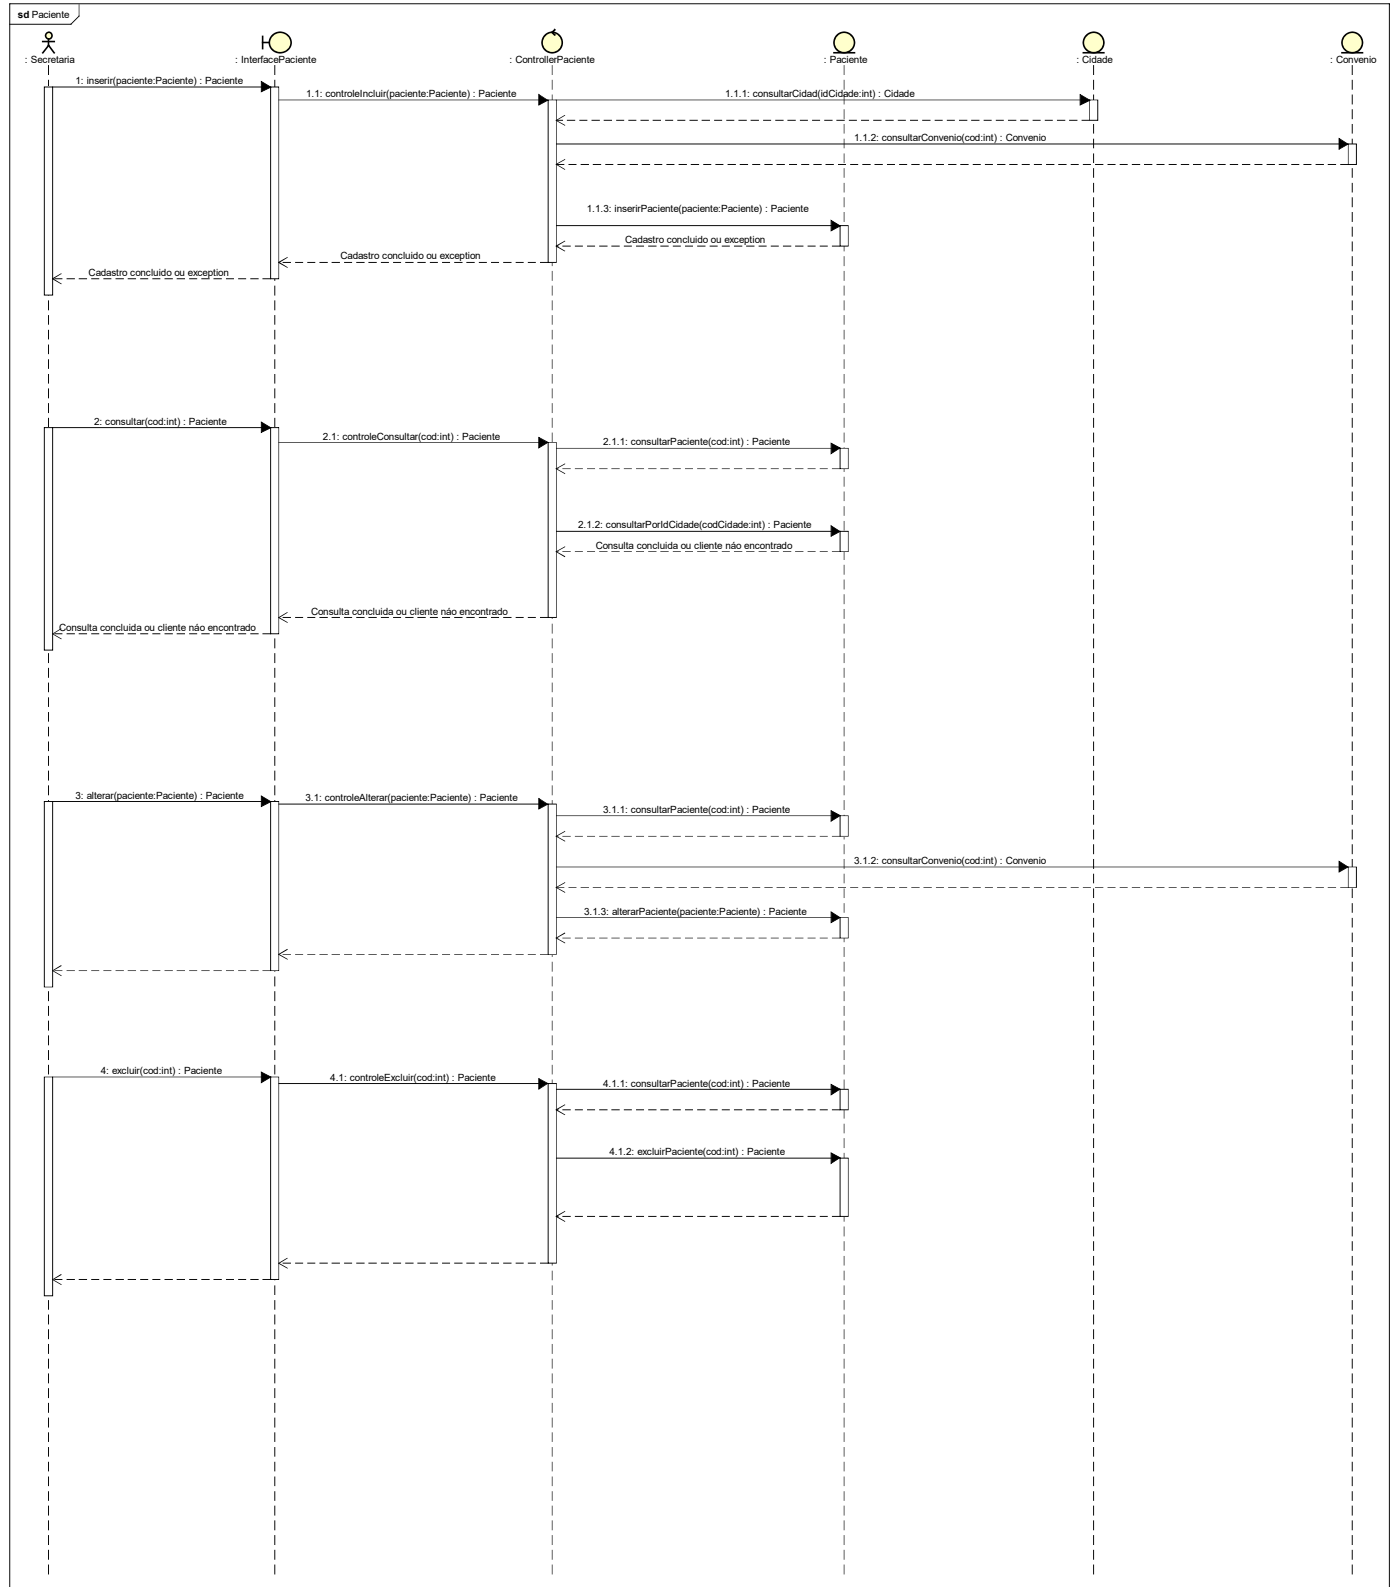 sd Paciente
: Secretaria
: InterfacePaciente
: ControllerPaciente
: Paciente
: Cidade
: Convenio
1: inserir(paciente:Paciente) : Paciente
1.1: controleIncluir(paciente:Paciente) : Paciente
1.1.1: consultarCidad(idCidade:int) : Cidade
1.1.2: consultarConvenio(cod:int) : Convenio
1.1.3: inserirPaciente(paciente:Paciente) : Paciente
Cadastro concluido ou exception
Cadastro concluido ou exception
Cadastro concluido ou exception
2: consultar(cod:int) : Paciente
2.1: controleConsultar(cod:int) : Paciente
2.1.1: consultarPaciente(cod:int) : Paciente
2.1.2: consultarPorIdCidade(codCidade:int) : Paciente
Consulta concluida ou cliente náo encontrado
Consulta concluida ou cliente náo encontrado
Consulta concluida ou cliente náo encontrado
3: alterar(paciente:Paciente) : Paciente
3.1: controleAlterar(paciente:Paciente) : Paciente
3.1.1: consultarPaciente(cod:int) : Paciente
3.1.2: consultarConvenio(cod:int) : Convenio
3.1.3: alterarPaciente(paciente:Paciente) : Paciente
4: excluir(cod:int) : Paciente
4.1: controleExcluir(cod:int) : Paciente
4.1.1: consultarPaciente(cod:int) : Paciente
4.1.2: excluirPaciente(cod:int) : Paciente